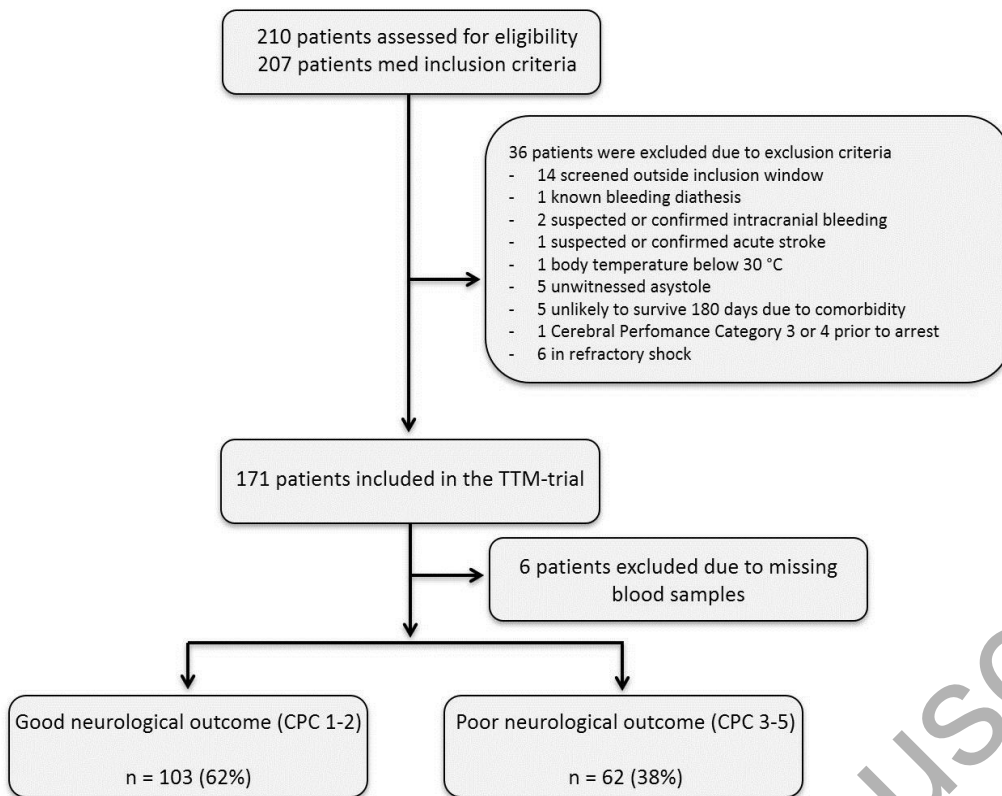 210 patients assessed for eligibility
207 patients med inclusion criteria
36 patients were excluded due to exclusion criteria
- 14 screened outside inclusion window
- 1 known bleeding diathesis
- 2 suspected or confirmed intracranial bleeding
- 1 suspected or confirmed acute stroke
- 1 body temperature below 30 °C
- 5 unwitnessed asystole
- 5 unlikely to survive 180 days due to comorbidity
- 1 Cerebral Perfomance Category 3 or 4 prior to arrest
- 6 in refractory shock
171 patients included in the TTM-trial
6 patients excluded due to missing
blood samples
Good neurological outcome (CPC 1-2)
n = 103 (62%)
Poor neurological outcome (CPC 3-5)
n = 62 (38%)